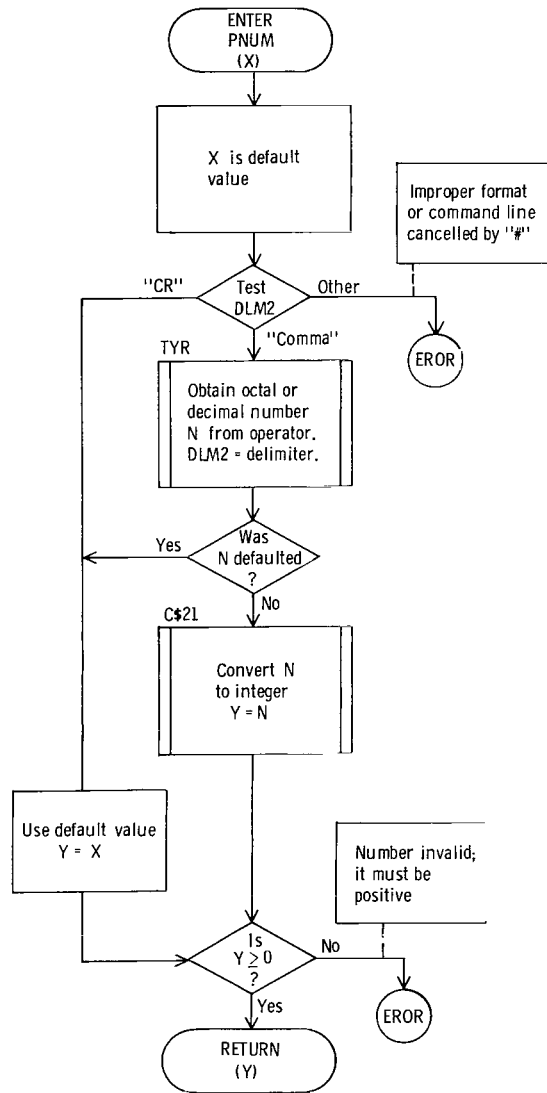 ENTER
PNUM
(X)
X is default
value
Improper format
or command line
cancelled by "#"
"CR"
Test
DLM2
Other
"Comma"
EROR
TYR
Obtain octal or
decimal number
N from operator.
DLM2 = delimiter.
Yes
Was
N defaulted
?
No
C$21
Convert N
to integer
Y = N
Use default value
Y = X
Number invalid;
it must be
positive
Is
Y ≥ 0
?
No
Yes
EROR
RETURN
(Y)